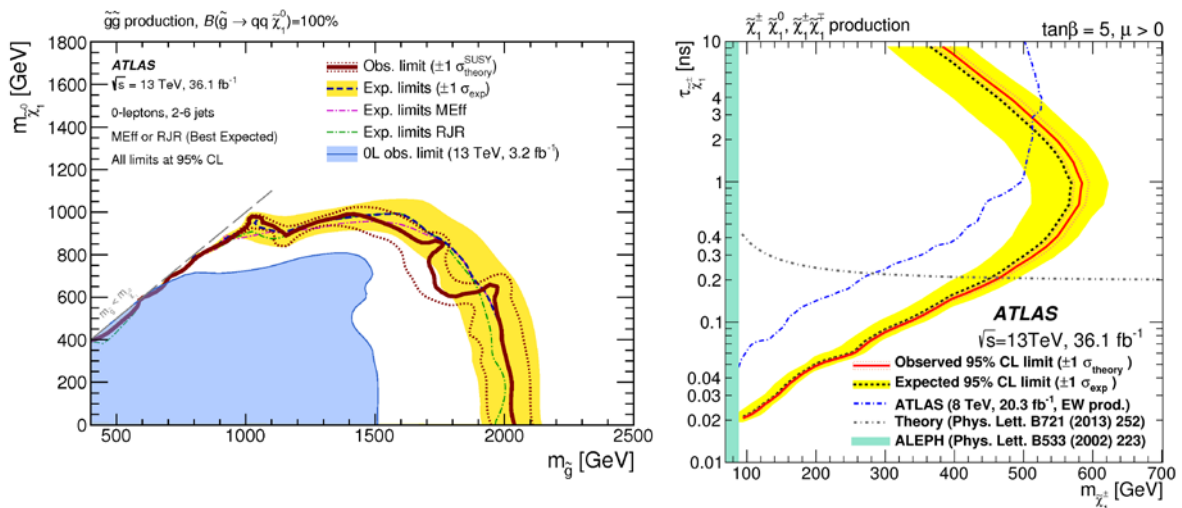 g̃g̃ production, B(g̃ → qq χ̃₁⁰)=100%
m_χ̃₁⁰ [GeV]
1800
1600
1400
1200
1000
800
600
400
200
0
ATLAS
√s = 13 TeV, 36.1 fb⁻¹
0-leptons, 2-6 jets
MEff or RJR (Best Expected)
All limits at 95% CL
Obs. limit (±1 σ_theory^SUSY)
Exp. limits (±1 σ_exp)
Exp. limits MEff
Exp. limits RJR
0L obs. limit (13 TeV, 3.2 fb⁻¹)
500 1000 1500 2000 2500
m_g̃ [GeV]
χ̃₁± χ̃₁⁰, χ̃₁±χ̃₁∓ production
tanβ = 5, μ > 0
τ_χ̃₁± [ns]
10
4
3
2
1
0.4
0.3
0.2
0.1
0.04
0.03
0.02
0.01
ATLAS
√s=13TeV, 36.1 fb⁻¹
Observed 95% CL limit (±1 σ_theory)
Expected 95% CL limit (±1 σ_exp)
ATLAS (8 TeV, 20.3 fb⁻¹, EW prod.)
Theory (Phys. Lett. B721 (2013) 252)
ALEPH (Phys. Lett. B533 (2002) 223)
100 200 300 400 500 600 700
[GeV]